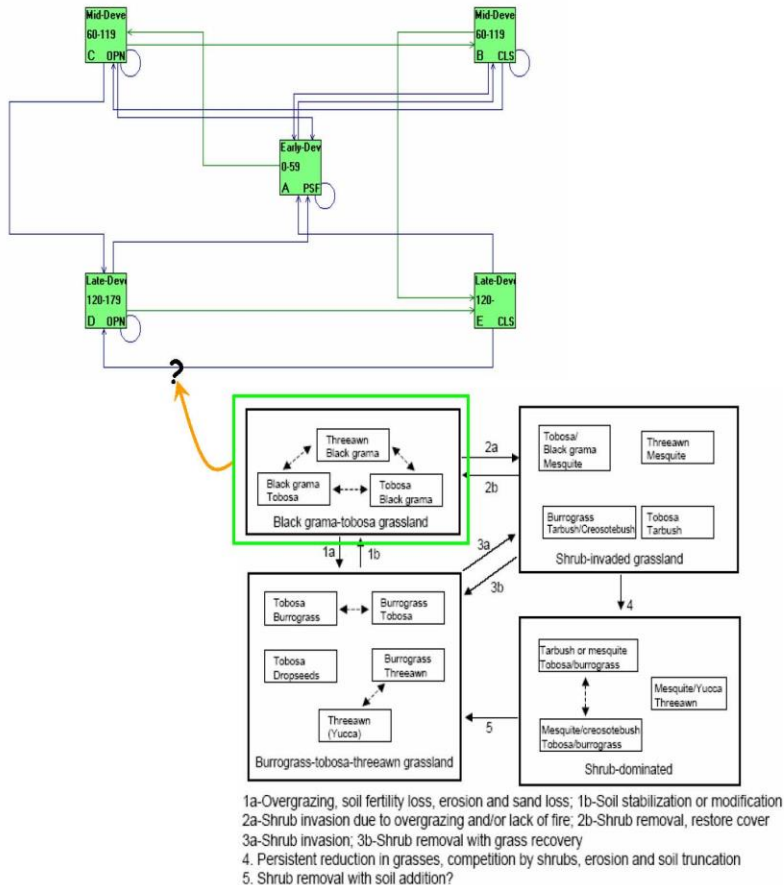 Mid-Deve
60-119
C OPN
Mid-Deve
60-119
B CLS
Early-Dev
0-59
A PSF
Late-Deve
120-179
D OPN
Late-Deve
120-
E CLS
?
Threeawn
Black grama
Black grama
Tobosa
Tobosa
Black grama
Black grama-tobosa grassland
2a
2b
Tobosa/
Black grama
Mesquite
Threeawn
Mesquite
Burrograss
Tarbush/Creosotebush
Tobosa
Tarbush
Shrub-invaded grassland
1a
1b
3a
3b
4
Tobosa
Burrograss
Burrograss
Tobosa
Tobosa
Dropseeds
Burrograss
Threeawn
Threeawn
(Yucca)
Burrograss-tobosa-threeawn grassland
5
Tarbush or mesquite
Tobosa/burrograss
Mesquite/Yucca
Threeawn
Mesquite/creosotebush
Tobosa/burrograss
Shrub-dominated
1a-Overgrazing, soil fertility loss, erosion and sand loss; 1b-Soil stabilization or modification
2a-Shrub invasion due to overgrazing and/or lack of fire; 2b-Shrub removal, restore cover
3a-Shrub invasion; 3b-Shrub removal with grass recovery
4. Persistent reduction in grasses, competition by shrubs, erosion and soil truncation
5. Shrub removal with soil addition?